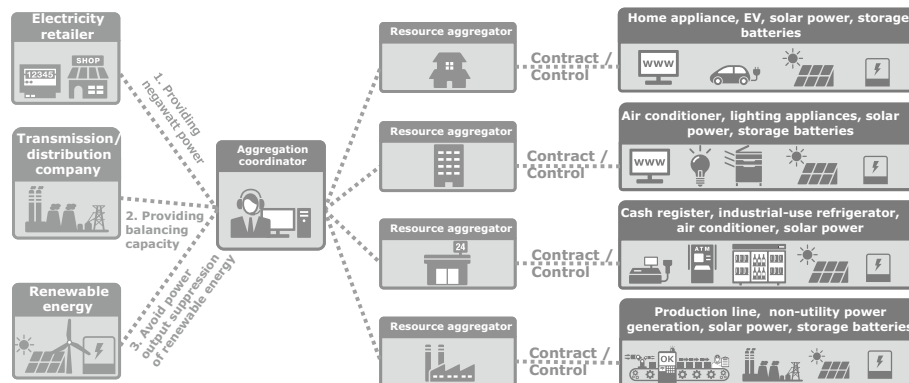 Electricity
retailer
SHOP
12345
Transmission/
distribution
company
Renewable
energy
1. Providing
negawatt power
2. Providing
balancing
capacity
3. Avoid power
output suppression
of renewable energy
Aggregation
coordinator
Resource aggregator
Contract /
Control
Home appliance, EV, solar power, storage
batteries
www
Resource aggregator
Contract /
Control
Air conditioner, lighting appliances, solar
power, storage batteries
www
Resource aggregator
24
Contract /
Control
Cash register, industrial-use refrigerator,
air conditioner, solar power
ATM
Resource aggregator
Contract /
Control
Production line, non-utility power
generation, solar power, storage batteries
OK